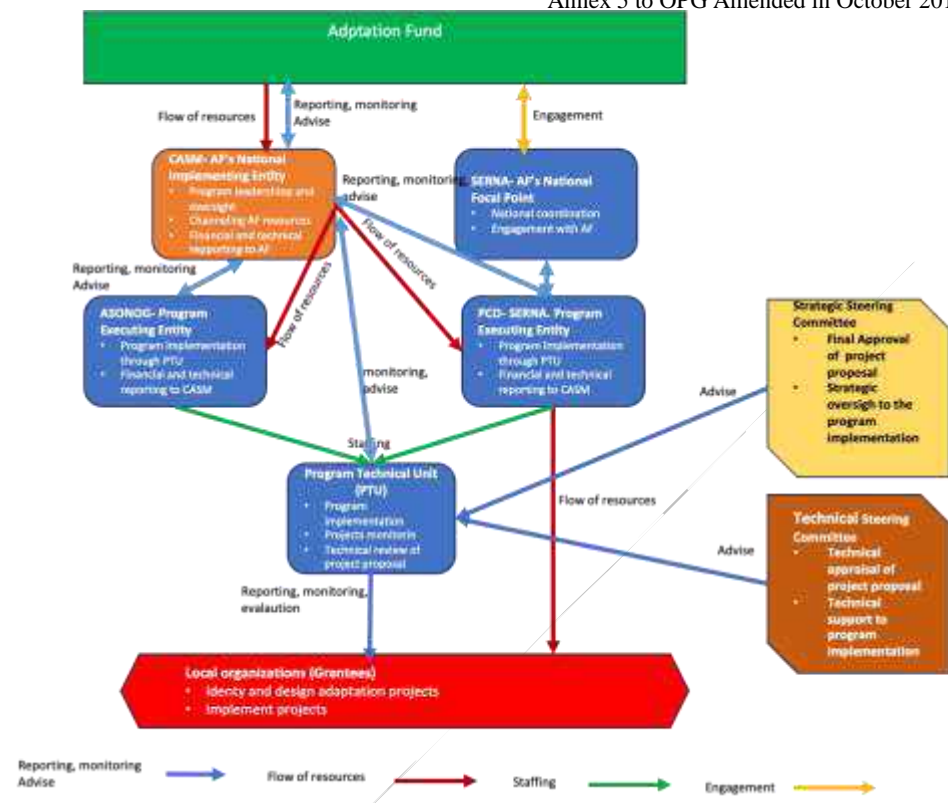 Annex 5 to OPG Amended in October 201
Adptation Fund
Flow of resources
Reporting, monitoring
Advise
Engagement
CASM- AF's National
Implementing Entity
• Program leadership and
oversight
• Channeling AF resources
• Financial and technical
reporting to AF
Reporting, monitoring,
advise
SERNA- AF's National
Focal Point
• National coordination
• Engagement with AF
Flow of resources
Reporting, monitoring
Advise
Flow of resources
ASONOG- Program
Executing Entity
• Program Implementation
through PTU
• Financial and technical
reporting to CASM
PCD- SERNA. Program
Executing Entity
• Program Implementation
through PTU
• Financial and technical
reporting to CASM
Strategic Steering
Committee
• Final Approval
of project
proposal
• Strategic
oversigh to the
program
implementation
monitoring,
advise
Advise
Staffing
Program Technical Unit
(PTU)
• Program
implementation
• Projects monitorin
• Technical review of
project proposal
Flow of resources
Technical Steering
Committee
• Technical
appraisal of
project proposal
• Technical
support to
program
implementation
Advise
Reporting, monitoring,
evalaution
Local organizations (Grantees)
• Identy and design adaptation projects
• Implement projects
Reporting, monitoring
Advise
Flow of resources
Staffing
Engagement